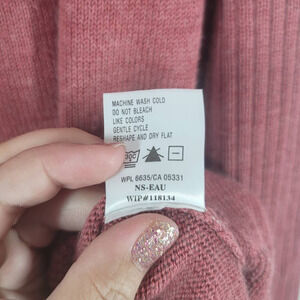 MACHINE WASH COLD
DO NOT BLEACH
LIKE COLORS
GENTLE CYCLE
RESHAPE AND DRY FLAT
30C
WPL 6635/CA 05331
NS-EAU
WIP#118134